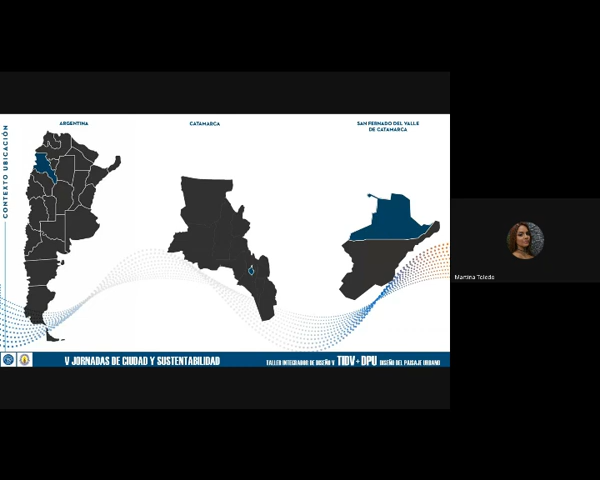 CONTEXTO UBICACIÓN
ARGENTINA
CATAMARCA
SAN FERNADO DEL VALLE
DE CATAMARCA
V JORNADAS DE CIUDAD Y SUSTENTABILIDAD
TALLER INTEGRADOR DE DISEÑO V TIDV + DPU DISEÑO DEL PAISAJE URBANO
Martina Toledo